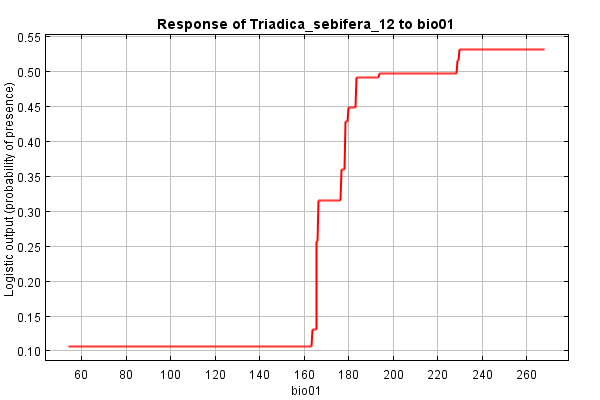 Response of Triadica_sebifera_12 to bio01
Logistic output (probability of presence)
0.55
0.50
0.45
0.40
0.35
0.30
0.25
0.20
0.15
0.10
60 80 100 120 140 160 180 200 220 240 260
bio01